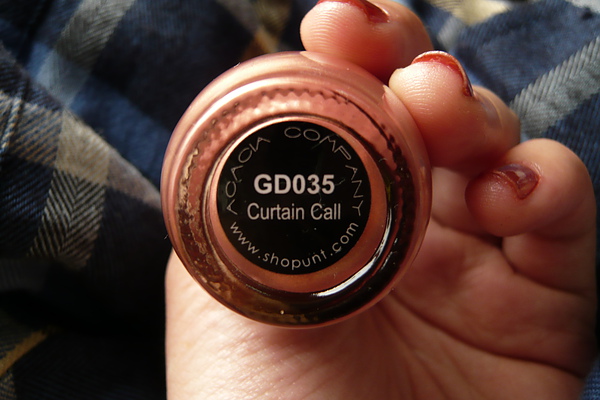 ACACIA COMPANY
GD035
Curtain Call
www.shopunt.com